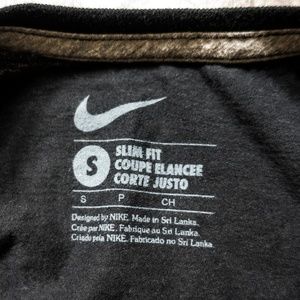 S
SLIM FIT
COUPE ELANCEE
CORTE JUSTO
S P CH
Designed by NIKE. Made in Sri Lanka.
Crée par NIKE. Fabriqué au Sri Lanka.
Criado pela NIKE. Fabricado no Sri Lanka.